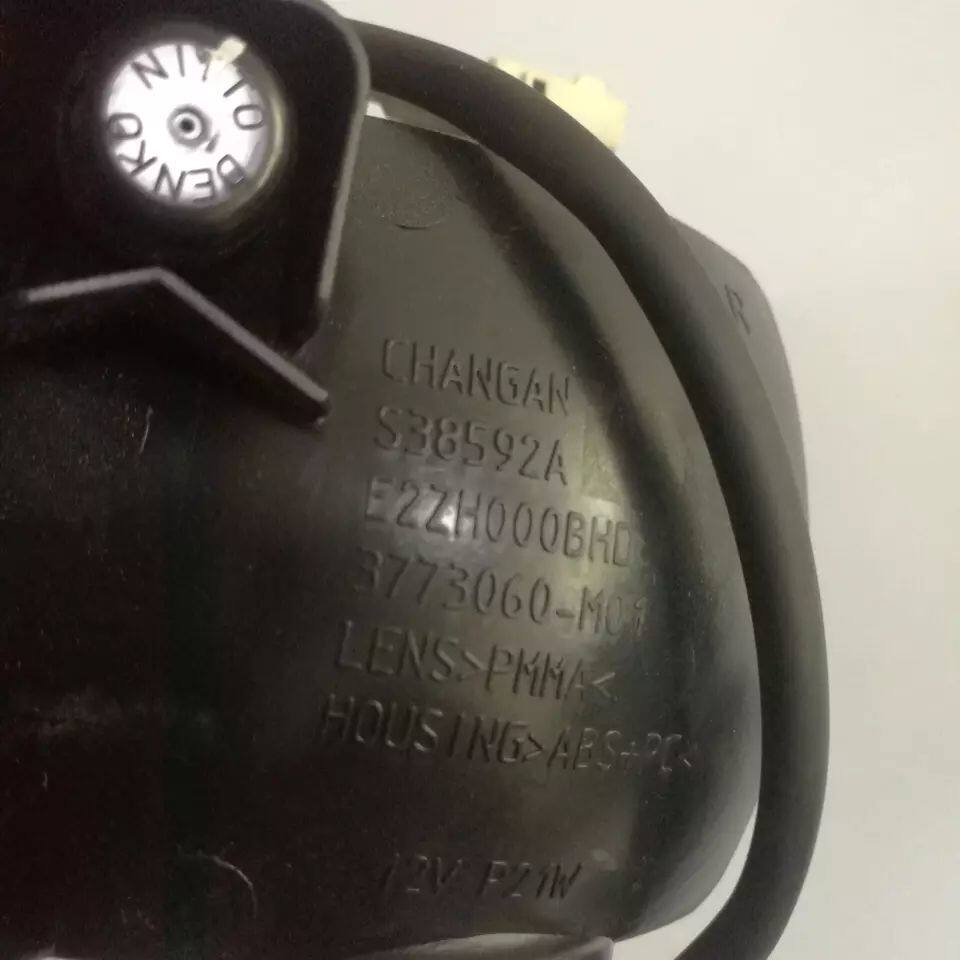 NITTO DENKO
R
CHANGAN
S38592A
E2ZH000BHD
3773060-M01
LENS>PMMA<
HOUSING>ABS+PC<
12V P21W